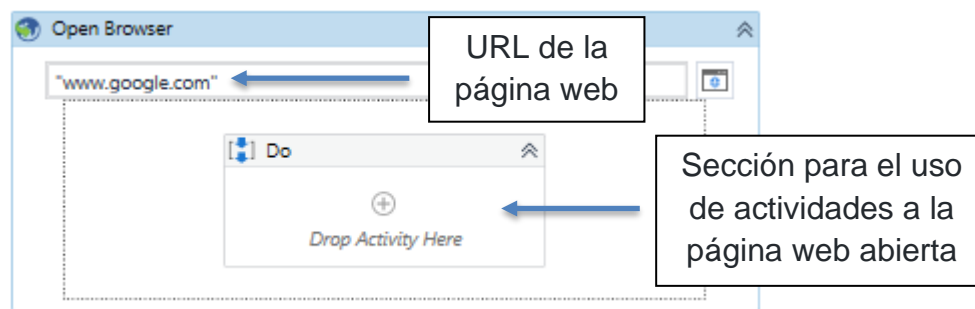 Open Browser
URL de la
página web
"www.google.com"
Do
Drop Activity Here
Sección para el uso
de actividades a la
página web abierta